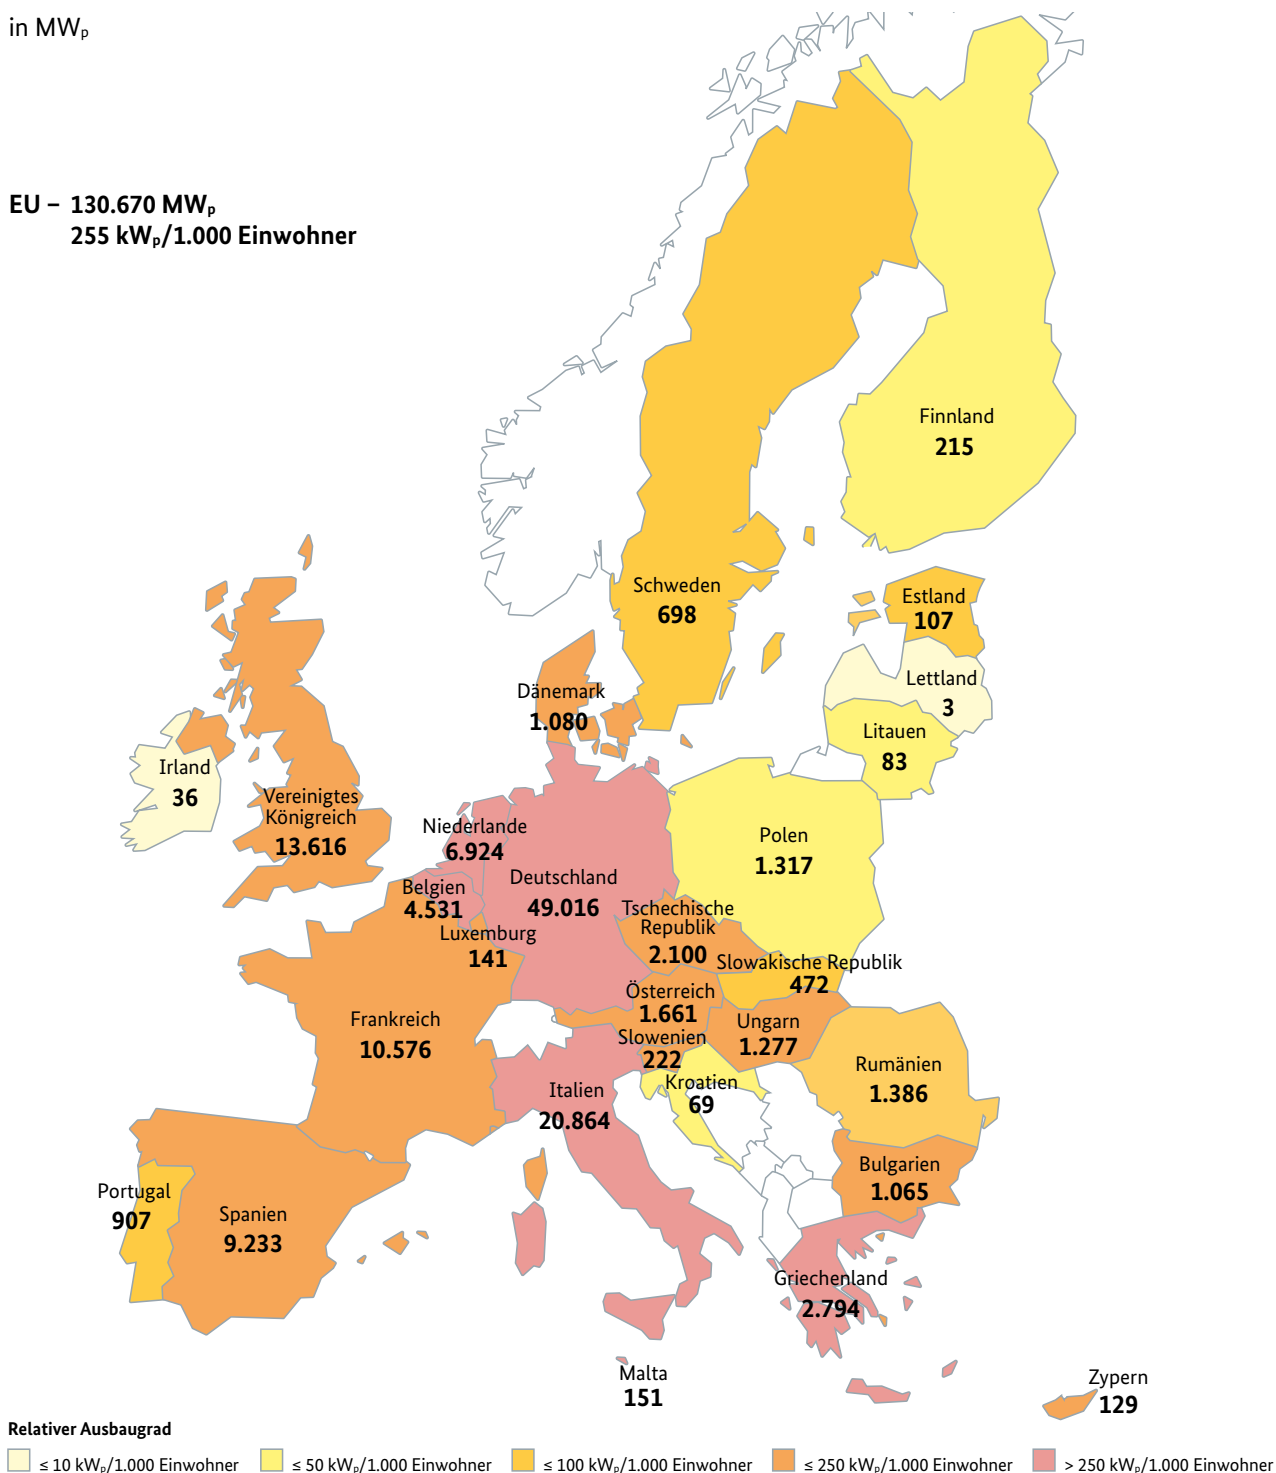 in MWₚ
EU – 130.670 MWₚ
255 kWₚ/1.000 Einwohner
Finnland
215
Schweden
698
Estland
107
Lettland
3
Litauen
83
Dänemark
1.080
Irland
36
Vereinigtes
Königreich
13.616
Niederlande
6.924
Polen
1.317
Belgien
4.531
Deutschland
49.016
Tschechische
Republik
2.100
Luxemburg
141
Slowakische Republik
472
Österreich
1.661
Frankreich
10.576
Ungarn
1.277
Slowenien
222
Rumänien
1.386
Kroatien
69
Italien
20.864
Bulgarien
1.065
Portugal
907
Spanien
9.233
Griechenland
2.794
Malta
151
Zypern
129
Relativer Ausbaugrad
≤ 10 kWₚ/1.000 Einwohner
≤ 50 kWₚ/1.000 Einwohner
≤ 100 kWₚ/1.000 Einwohner
≤ 250 kWₚ/1.000 Einwohner
> 250 kWₚ/1.000 Einwohner